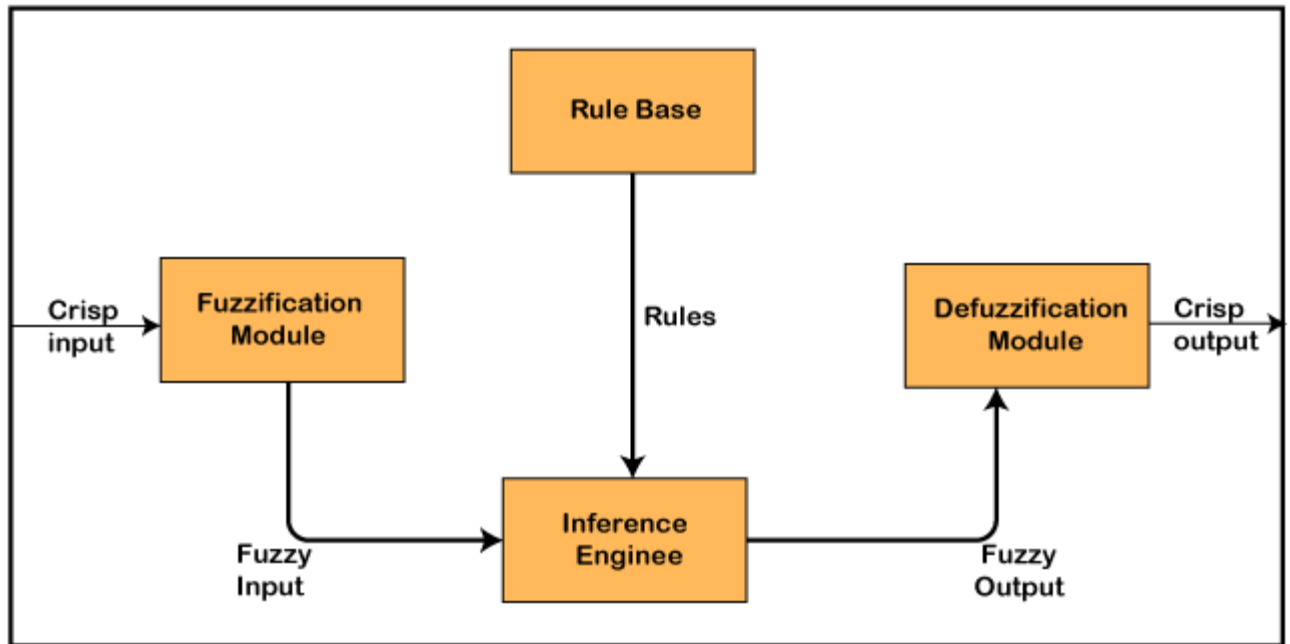 Rule Base
Crisp
input
Fuzzification
Module
Rules
Defuzzification
Module
Crisp
output
Inference
Enginee
Fuzzy
Input
Fuzzy
Output